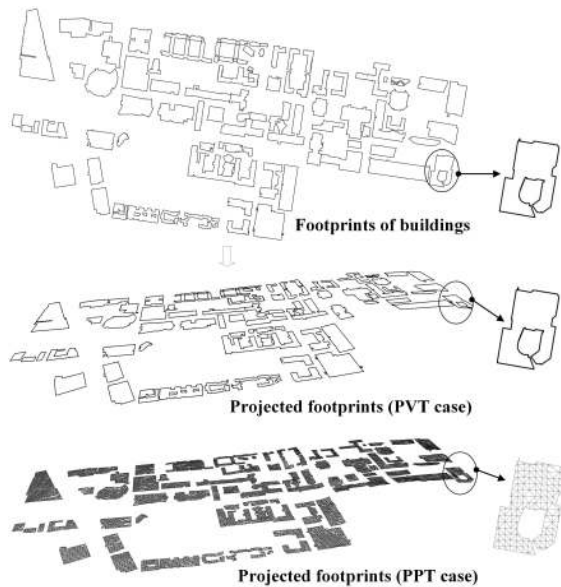 Footprints of buildings
Projected footprints (PVT case)
Projected footprints (PPT case)